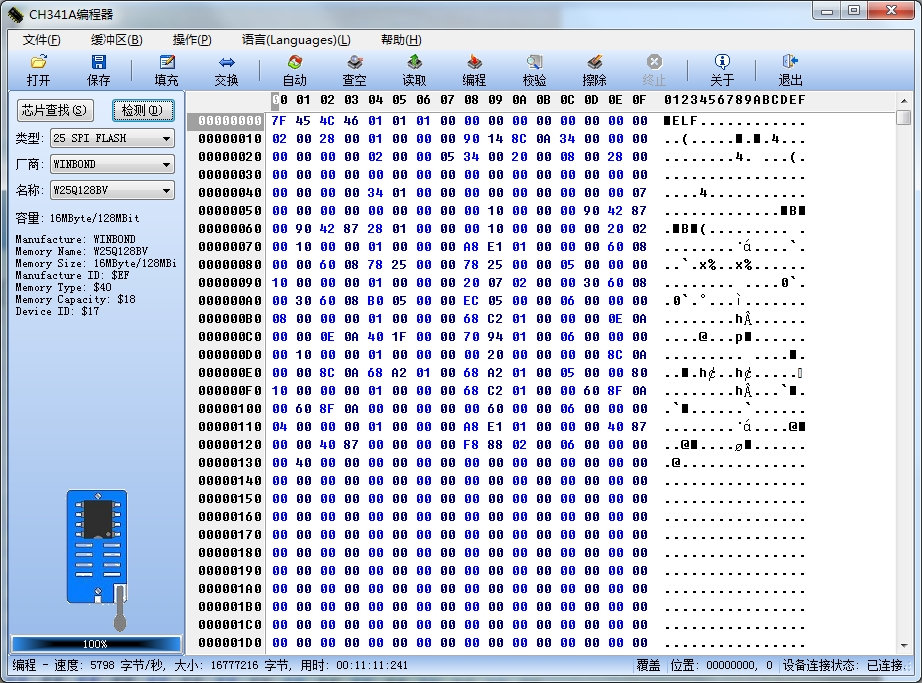 CH341A编程器
文件(F) 缓冲区(B) 操作(P) 语言(Languages)(L) 帮助(H)
打开 保存 填充 交换 自动 查空 读取 编程 校验 擦除 终止 关于 退出
芯片查找(S) 检测(D)
类型: 25 SPI FLASH
厂商: WINBOND
名称: W25Q128BV
容量: 16MByte/128MBit
Manufacture: WINBOND
Memory Name: W25Q128BV
Memory Size: 16MByte/128MBi
Manufacture ID: $EF
Memory Type: $40
Memory Capacity: $18
Device ID: $17
00 01 02 03 04 05 06 07 08 09 0A 0B 0C 0D 0E 0F 0123456789ABCDEF
00000000 7F 45 4C 46 01 01 01 00 00 00 00 00 00 00 00 00 ■ELF............
00000010 02 00 28 00 01 00 00 00 90 14 8C 0A 34 00 00 00 ..(.....■.■.4...
00000020 00 00 00 00 02 00 00 05 34 00 20 00 08 00 28 00 ........4. ...(.
00000030 00 00 00 00 00 00 00 00 00 00 00 00 00 00 00 00 ................
00000040 00 00 00 00 34 01 00 00 00 00 00 00 00 00 00 07 ....4...........
00000050 00 00 00 00 00 00 00 00 00 10 00 00 00 90 42 87 ..............■B■
00000060 00 90 42 87 28 01 00 00 00 10 00 00 00 00 20 02 .■B■(......... .
00000070 00 10 00 00 01 00 00 00 A8 E1 01 00 00 00 60 08 ........¨á....`.
00000080 00 00 60 08 78 25 00 00 78 25 00 00 05 00 00 00 ..`.x%..x%......
00000090 10 00 00 00 01 00 00 00 20 07 02 00 00 30 60 08 ........ ....0`.
000000A0 00 30 60 08 B0 05 00 00 EC 05 00 00 06 00 00 00 .0`.°...ì.......
000000B0 08 00 00 00 01 00 00 00 68 C2 01 00 00 00 0E 0A ........hÂ......
000000C0 00 00 0E 0A 40 1F 00 00 70 94 01 00 06 00 00 00 ....@...p■......
000000D0 00 10 00 00 01 00 00 00 00 20 00 00 00 00 8C 0A ......... ....■.
000000E0 00 00 8C 0A 68 A2 01 00 68 A2 01 00 05 00 00 80 ..■.h¢..h¢.....▯
000000F0 10 00 00 00 01 00 00 00 68 C2 01 00 00 60 8F 0A ........hÂ...`■.
00000100 00 60 8F 0A 00 00 00 00 00 60 00 00 06 00 00 00 .`■......`......
00000110 04 00 00 00 01 00 00 00 A8 E1 01 00 00 00 40 87 ........¨á....@■
00000120 00 00 40 87 00 00 00 00 F8 88 02 00 06 00 00 00 ..@■....ø■......
00000130 00 40 00 00 00 00 00 00 00 00 00 00 00 00 00 00 .@..............
00000140 00 00 00 00 00 00 00 00 00 00 00 00 00 00 00 00 ................
00000150 00 00 00 00 00 00 00 00 00 00 00 00 00 00 00 00 ................
00000160 00 00 00 00 00 00 00 00 00 00 00 00 00 00 00 00 ................
00000170 00 00 00 00 00 00 00 00 00 00 00 00 00 00 00 00 ................
00000180 00 00 00 00 00 00 00 00 00 00 00 00 00 00 00 00 ................
00000190 00 00 00 00 00 00 00 00 00 00 00 00 00 00 00 00 ................
000001A0 00 00 00 00 00 00 00 00 00 00 00 00 00 00 00 00 ................
000001B0 00 00 00 00 00 00 00 00 00 00 00 00 00 00 00 00 ................
000001C0 00 00 00 00 00 00 00 00 00 00 00 00 00 00 00 00 ................
000001D0 00 00 00 00 00 00 00 00 00 00 00 00 00 00 00 00 ................
100%
编程 - 速度: 5798 字节/秒, 大小: 16777216 字节, 用时: 00:11:11:241 覆盖 位置: 00000000, 0 设备连接状态: 已连接.